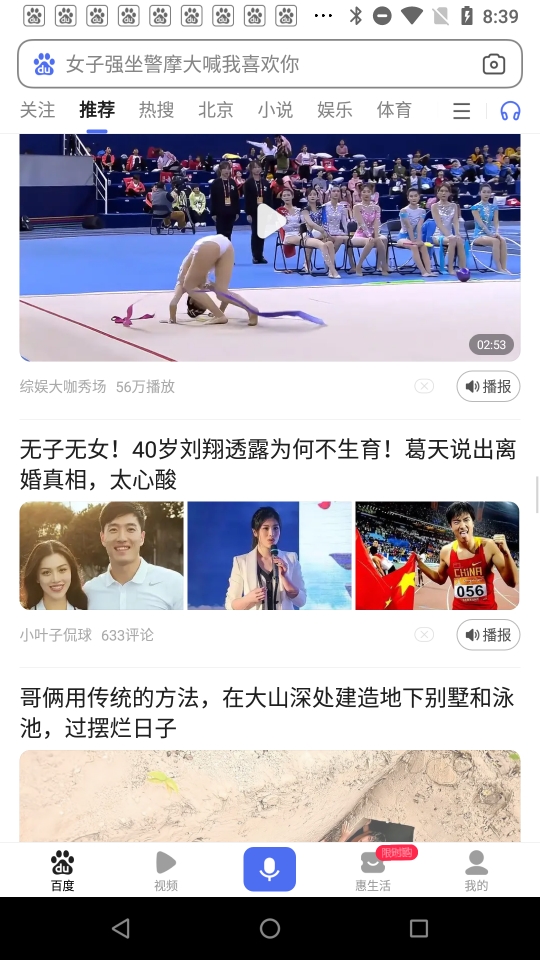 8:39
du
女子强坐警摩大喊我喜欢你
关注 推荐 热搜 北京 小说 娱乐 体育
02:53
综娱大咖秀场 56万播放
播报
无子无女！40岁刘翔透露为何不生育！葛天说出离
婚真相，太心酸
CHINA
056
小叶子侃球 633评论
播报
哥俩用传统的方法，在大山深处建造地下别墅和泳
池，过摆烂日子
百度 视频 惠生活 我的